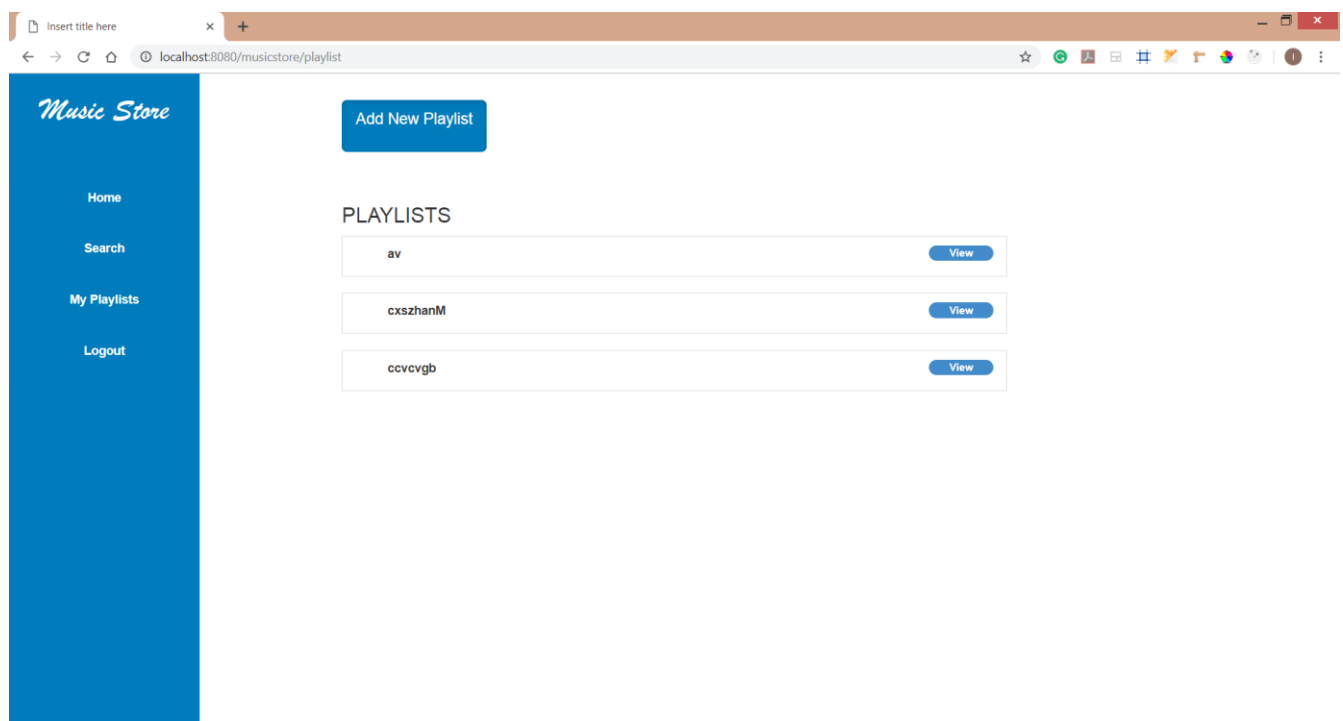 Insert title here
localhost:8080/musicstore/playlist
Music Store
Home
Search
My Playlists
Logout
Add New Playlist
PLAYLISTS
av View
cxszhanM View
ccvcvgb View